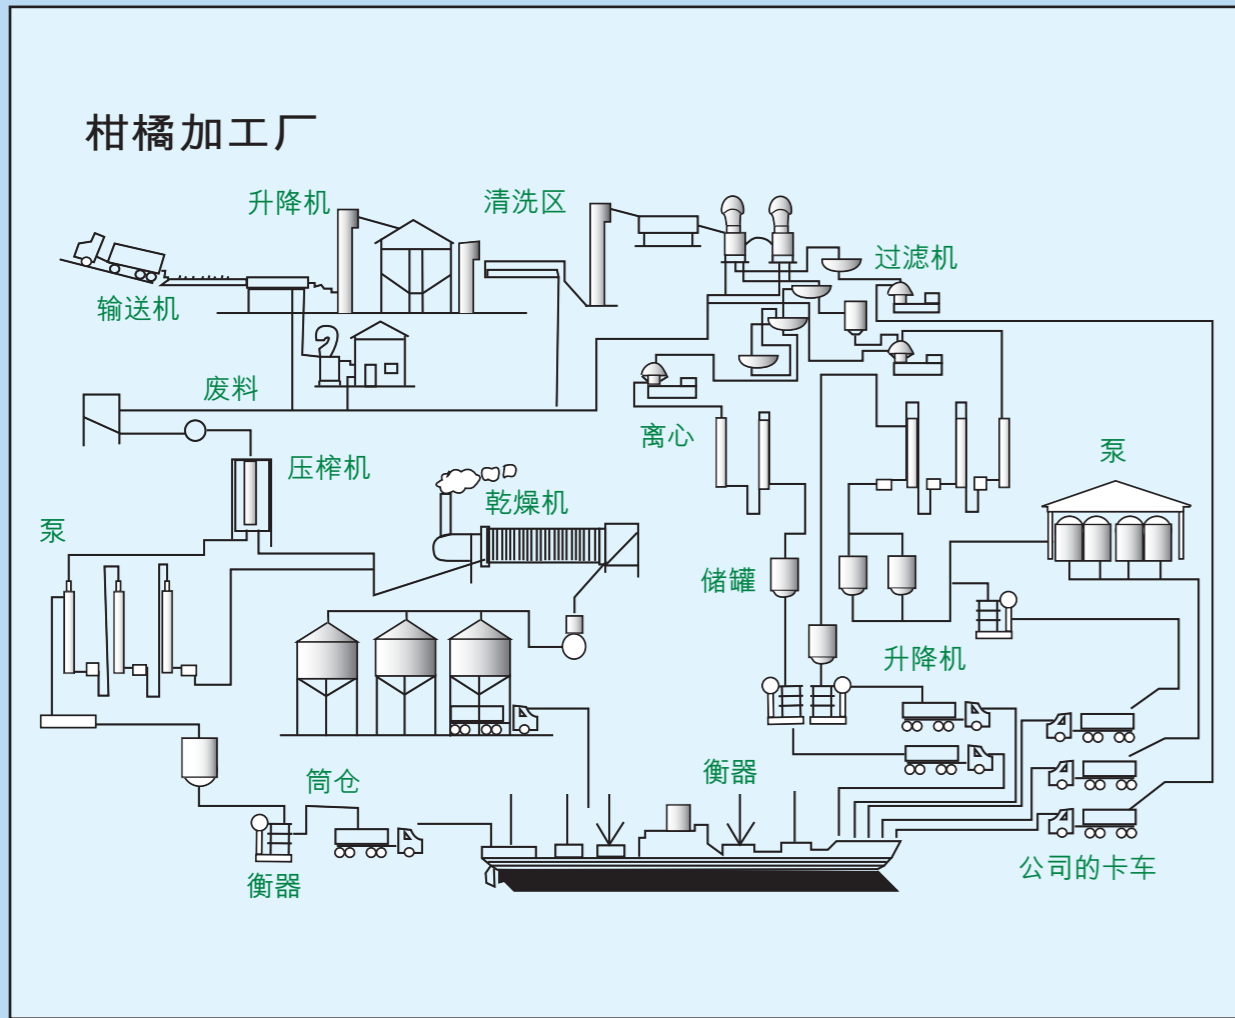 柑橘加工厂
升降机
清洗区
过滤机
输送机
废料
离心
压榨机
泵
乾燥机
泵
储罐
升降机
衡器
筒仓
公司的卡车
衡器